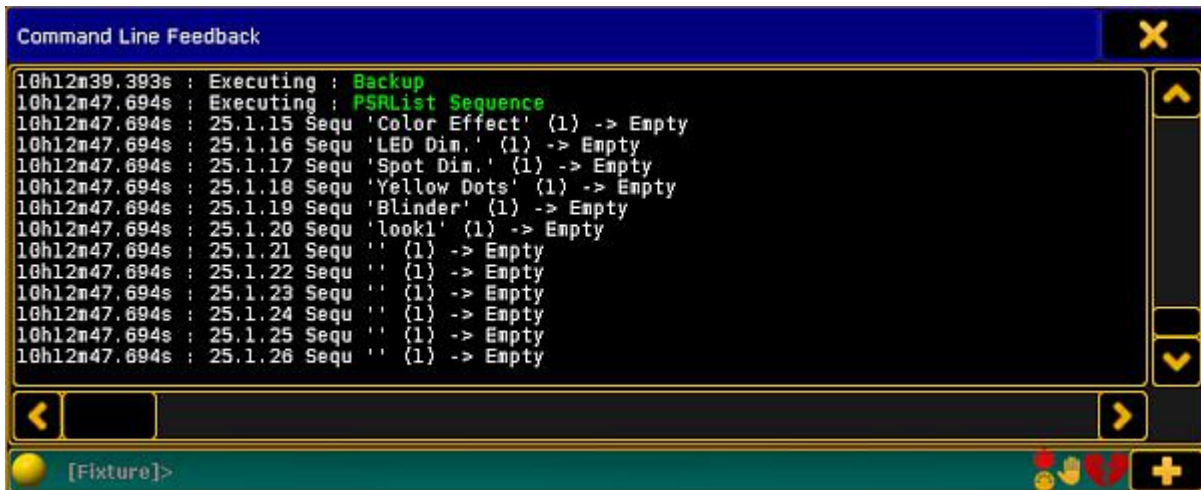 Command Line Feedback
10h12m39.393s : Executing : Backup
10h12m47.694s : Executing : PSRList Sequence
10h12m47.694s : 25.1.15 Sequ 'Color Effect' (1) -> Empty
10h12m47.694s : 25.1.16 Sequ 'LED Dim.' (1) -> Empty
10h12m47.694s : 25.1.17 Sequ 'Spot Dim.' (1) -> Empty
10h12m47.694s : 25.1.18 Sequ 'Yellow Dots' (1) -> Empty
10h12m47.694s : 25.1.19 Sequ 'Blinder' (1) -> Empty
10h12m47.694s : 25.1.20 Sequ 'look1' (1) -> Empty
10h12m47.694s : 25.1.21 Sequ '' (1) -> Empty
10h12m47.694s : 25.1.22 Sequ '' (1) -> Empty
10h12m47.694s : 25.1.23 Sequ '' (1) -> Empty
10h12m47.694s : 25.1.24 Sequ '' (1) -> Empty
10h12m47.694s : 25.1.25 Sequ '' (1) -> Empty
10h12m47.694s : 25.1.26 Sequ '' (1) -> Empty
[Fixture]>